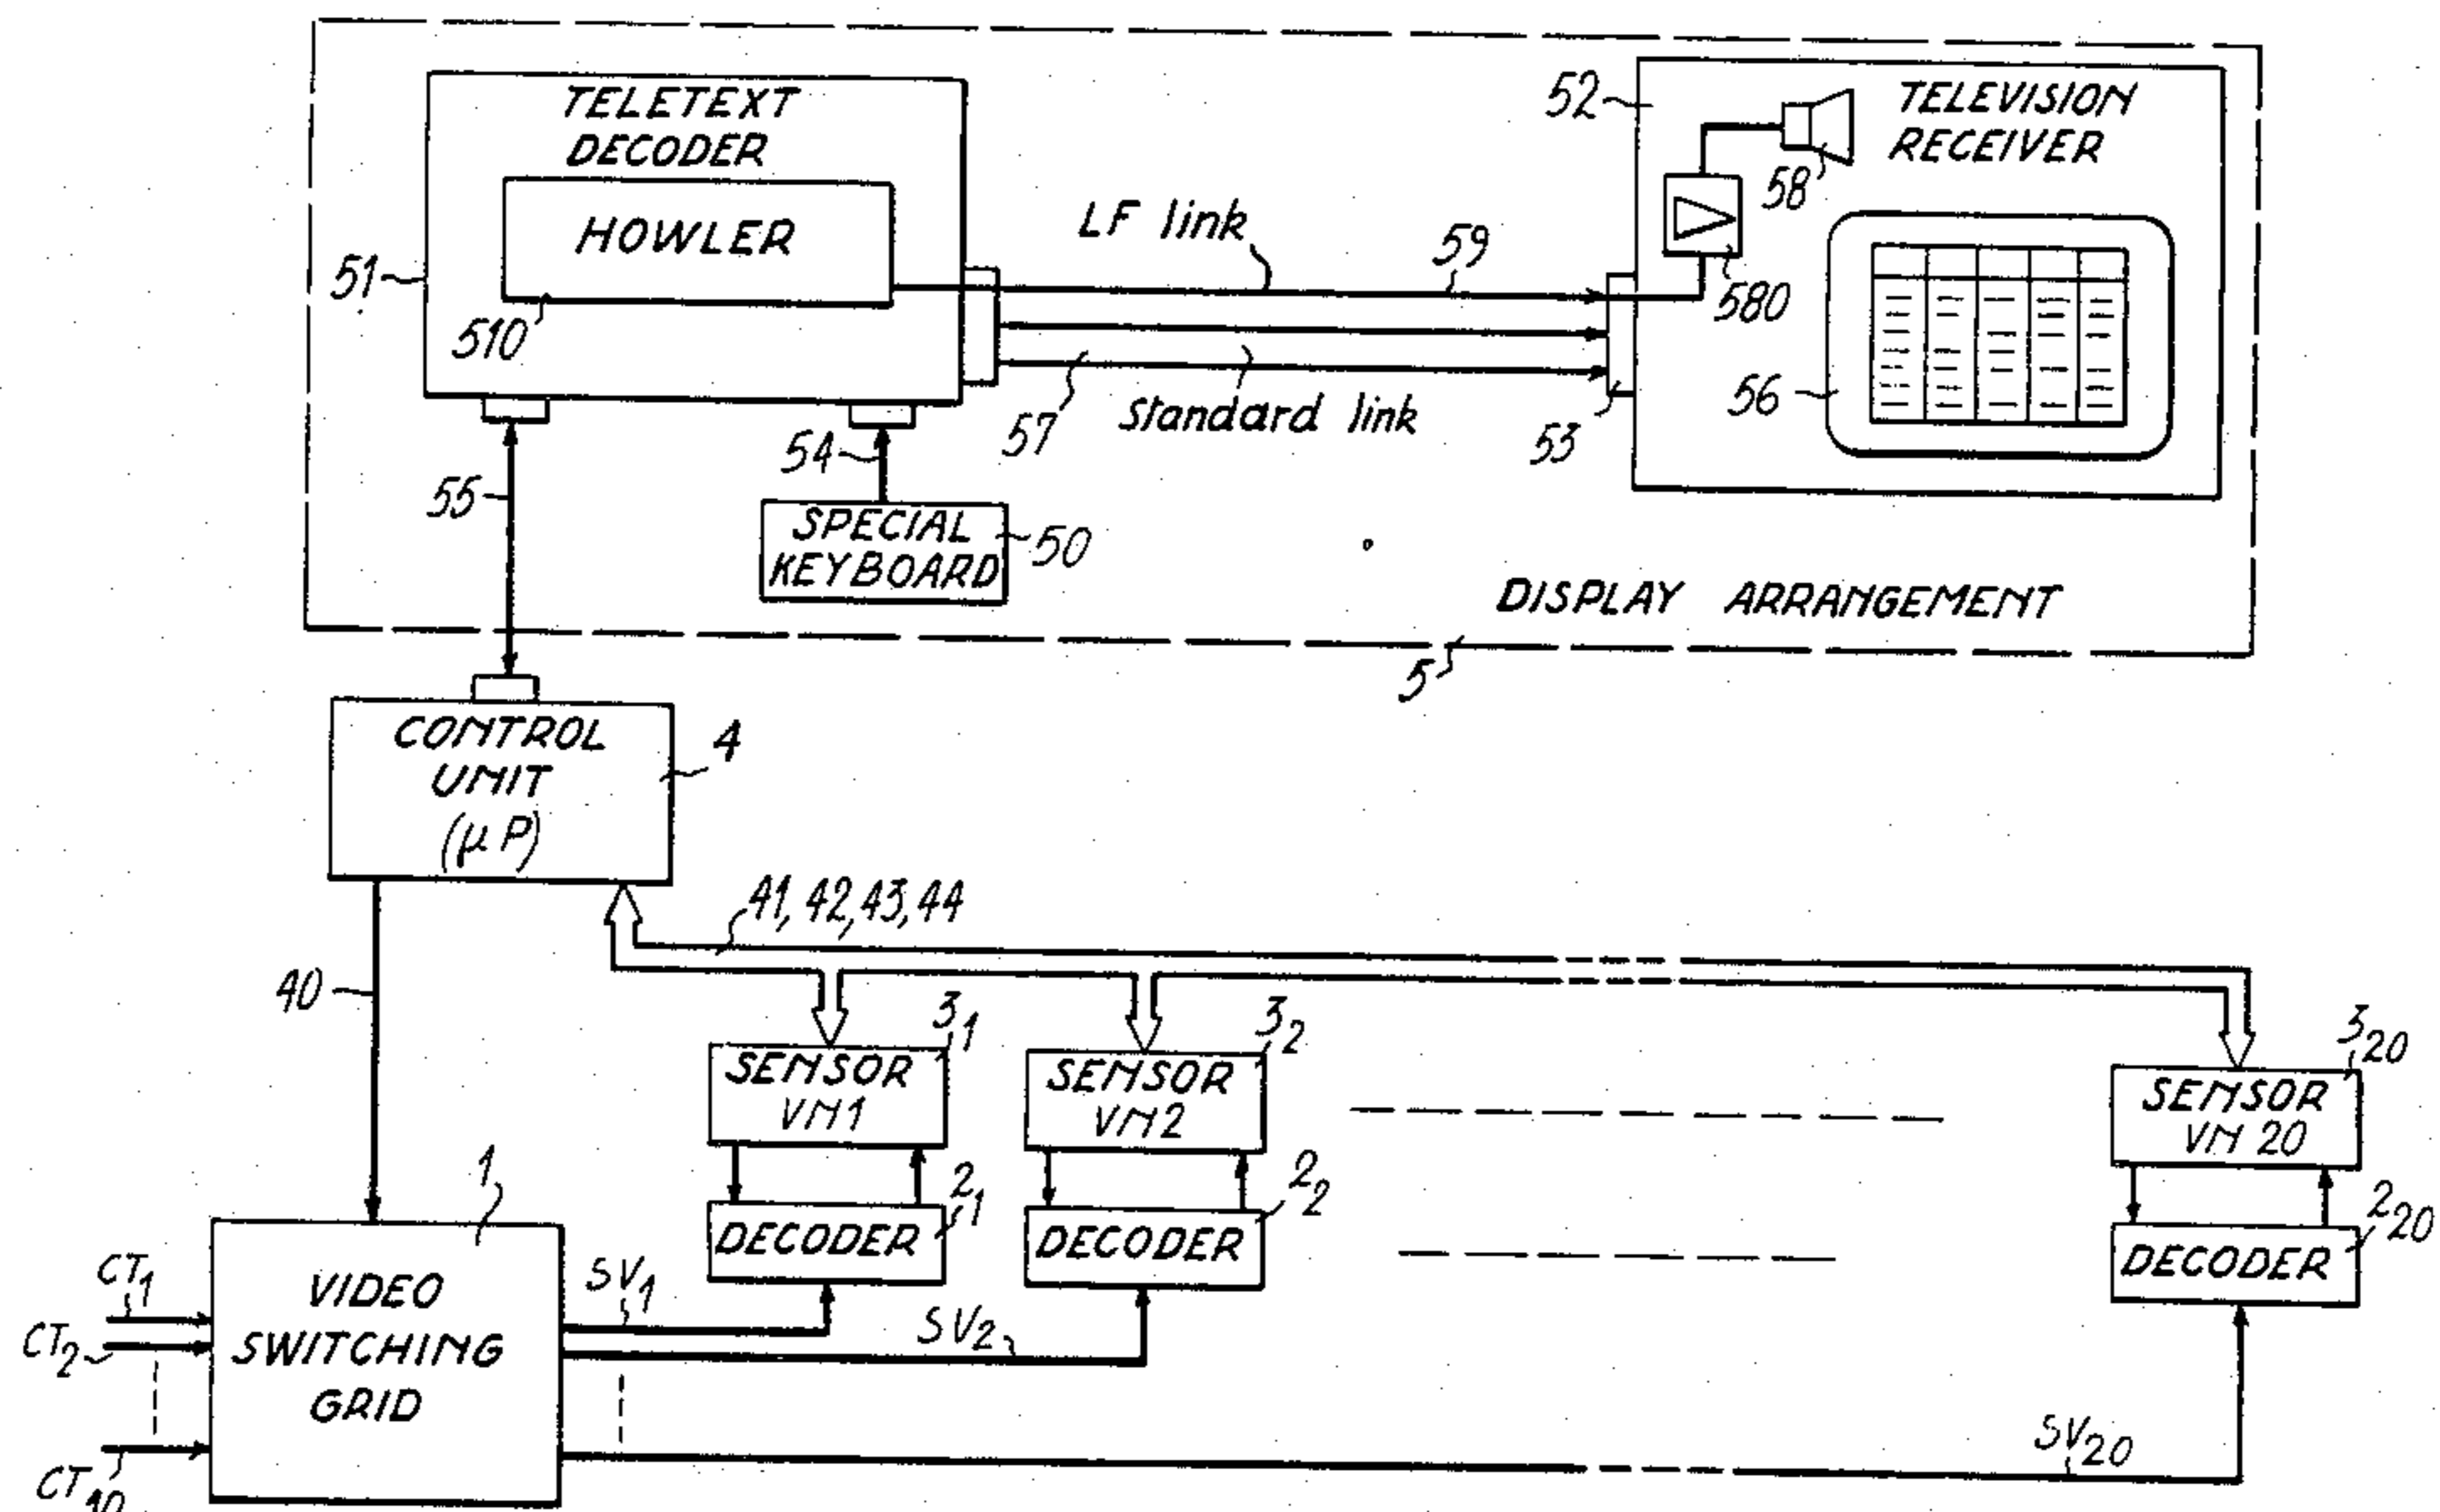 TELETEXT
DECODER
HOWLER
51
510
LF link
59
57
standard link
52
TELEVISION
RECEIVER
58
580
56
53
55
54
SPECIAL
KEYBOARD
50
DISPLAY ARRANGEMENT
5
CONTROL
UNIT
(μP)
4
41, 42, 43, 44
40
3₁
SENSOR
VM1
3₂
SENSOR
VM2
3₂₀
SENSOR
VM 20
2₁
DECODER
2₂
DECODER
2₂₀
DECODER
1
VIDEO
SWITCHING
GRID
CT₁
CT₂
CT₁₀
SV₁
SV₂
SV₂₀